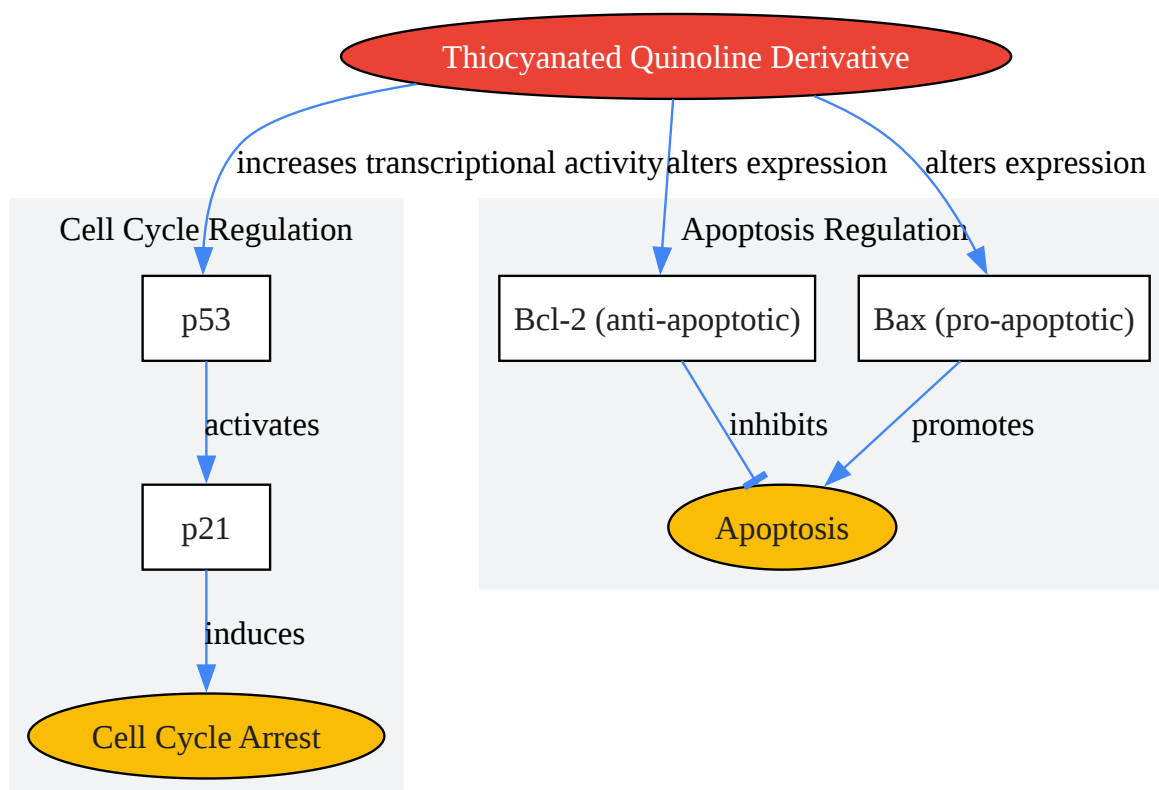 Thiocyanated Quinoline Derivative
increases transcriptional activity
alters expression
alters expression
Cell Cycle Regulation
Apoptosis Regulation
p53
Bcl-2 (anti-apoptotic)
Bax (pro-apoptotic)
activates
inhibits
promotes
p21
Apoptosis
induces
Cell Cycle Arrest